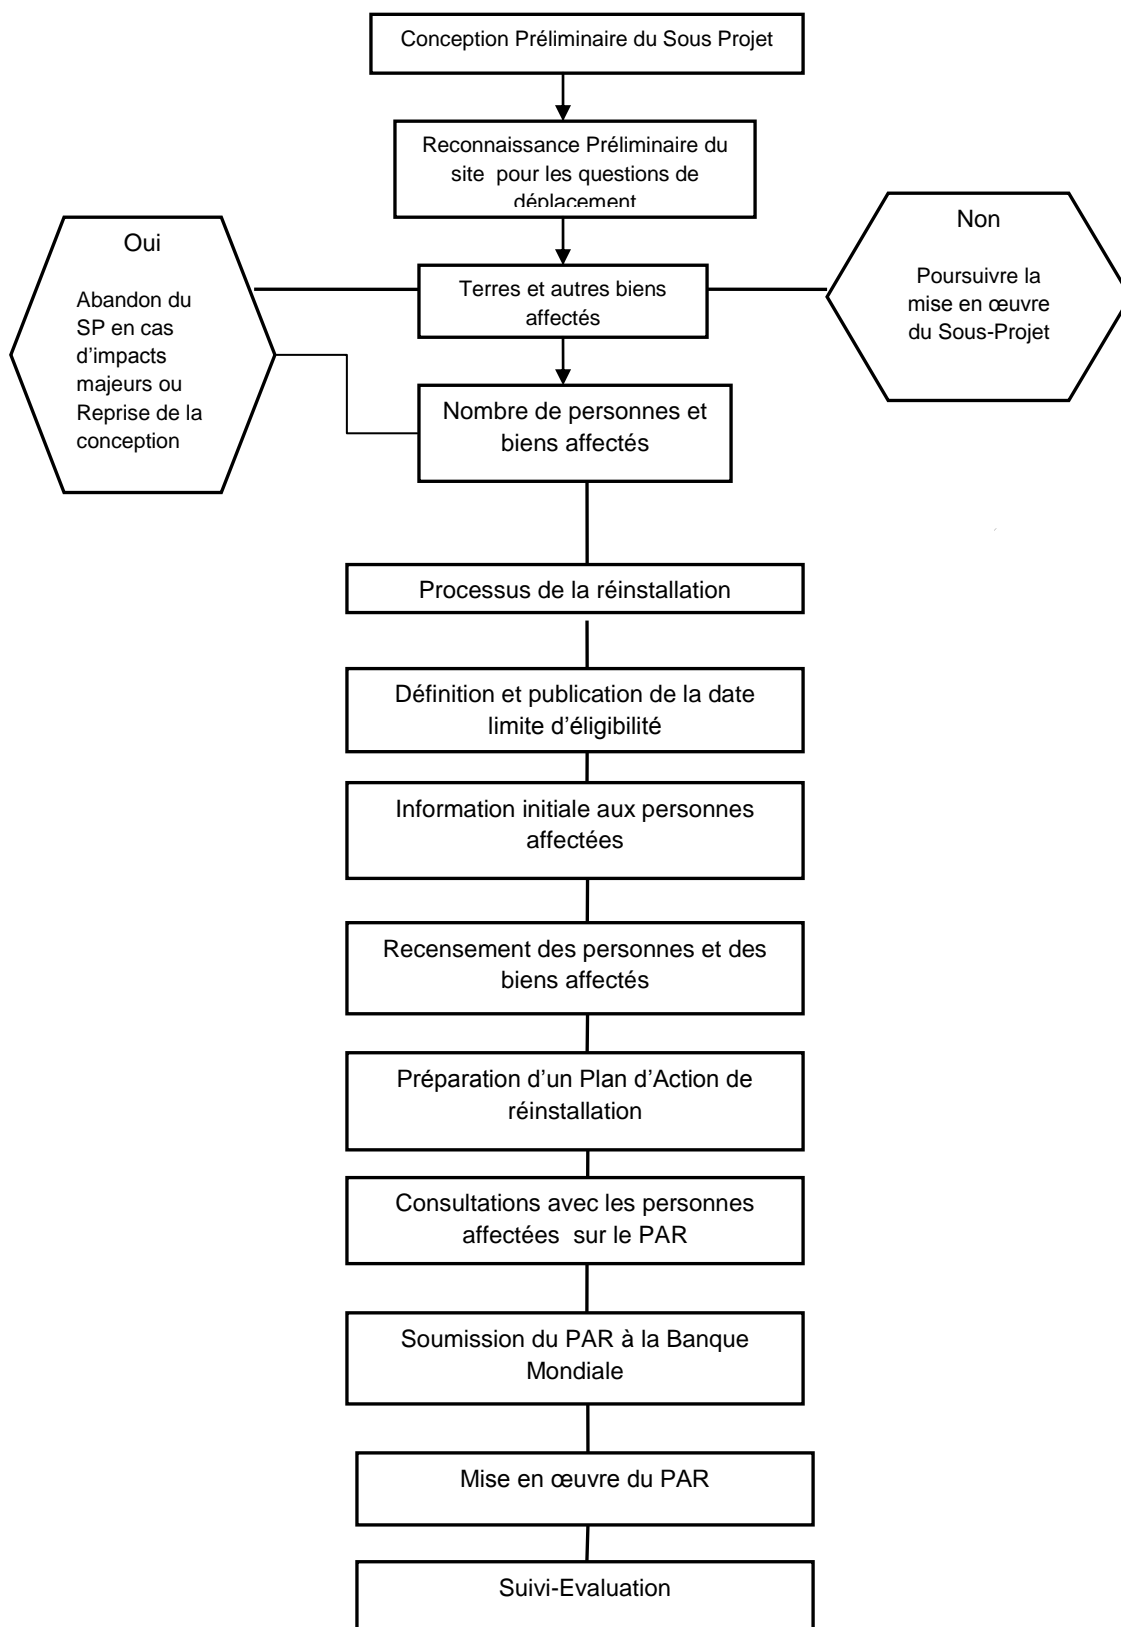 Conception Préliminaire du Sous Projet
Reconnaissance Préliminaire du
site pour les questions de
déplacement
Oui
Abandon du
SP en cas
d'impacts
majeurs ou
Reprise de la
conception
Terres et autres biens
affectés
Non
Poursuivre la
mise en œuvre
du Sous-Projet
Nombre de personnes et
biens affectés
Processus de la réinstallation
Définition et publication de la date
limite d'éligibilité
Information initiale aux personnes
affectées
Recensement des personnes et des
biens affectés
Préparation d'un Plan d'Action de
réinstallation
Consultations avec les personnes
affectées sur le PAR
Soumission du PAR à la Banque
Mondiale
Mise en œuvre du PAR
Suivi-Evaluation